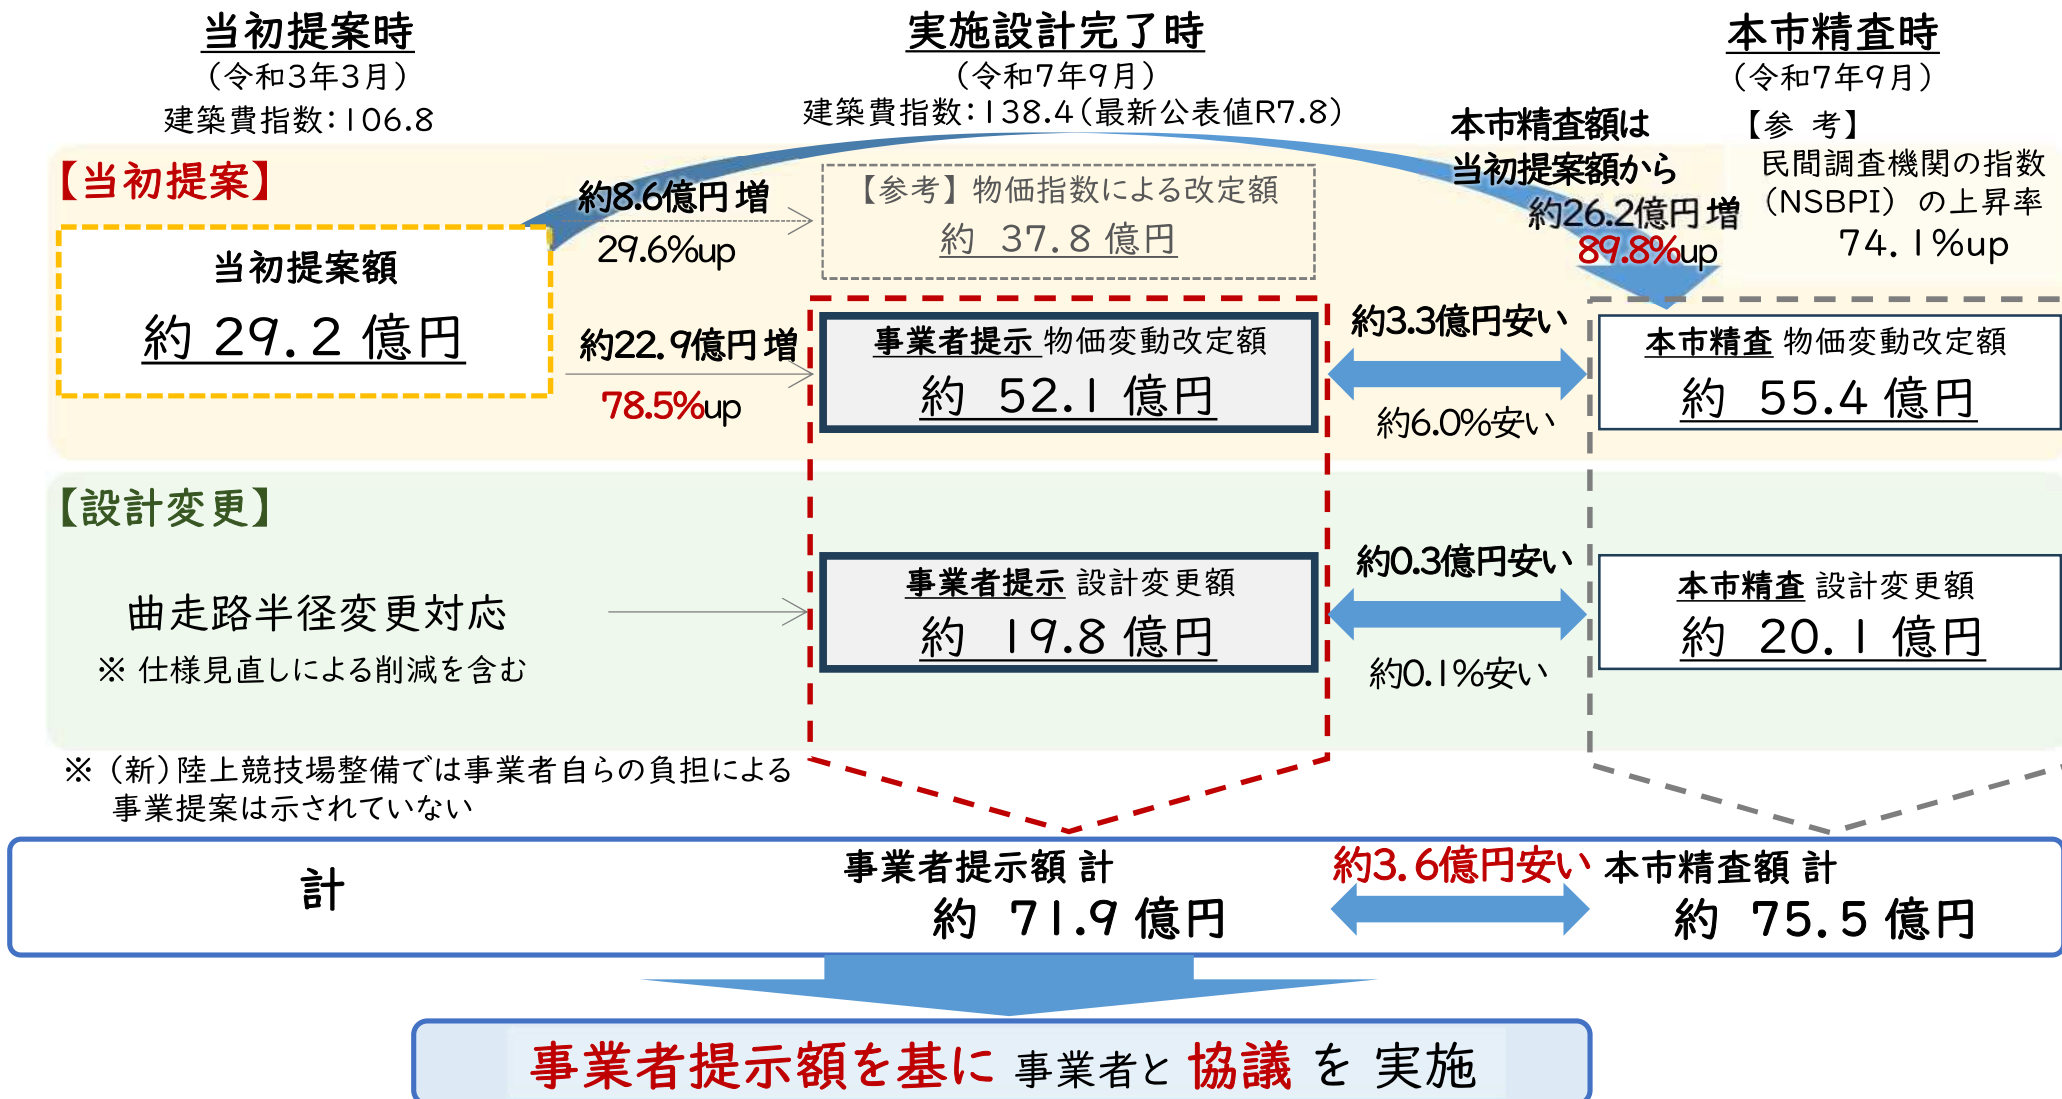 当初提案時
(令和3年3月)
建築費指数:106.8
実施設計完了時
(令和7年9月)
建築費指数:138.4(最新公表値R7.8)
本市精査時
(令和7年9月)
【参 考】
民間調査機関の指数
(NSBPI) の上昇率
74.1%up
本市精査額は
当初提案額から
約26.2億円 増
89.8%up
【当初提案】
当初提案額
約 29.2 億円
約8.6億円 増
29.6%up
【参考】物価指数による改定額
約 37.8 億円
約22.9億円 増
78.5%up
事業者提示 物価変動改定額
約 52.1 億円
約3.3億円安い
約6.0%安い
本市精査 物価変動改定額
約 55.4 億円
【設計変更】
曲走路半径変更対応
※ 仕様見直しによる削減を含む
事業者提示 設計変更額
約 19.8 億円
約0.3億円安い
約0.1%安い
本市精査 設計変更額
約 20.1 億円
※ (新)陸上競技場整備では事業者自らの負担による
事業提案は示されていない
計
事業者提示額 計
約 71.9 億円
約3.6億円安い
本市精査額 計
約 75.5 億円
事業者提示額を基に 事業者と 協議 を 実施